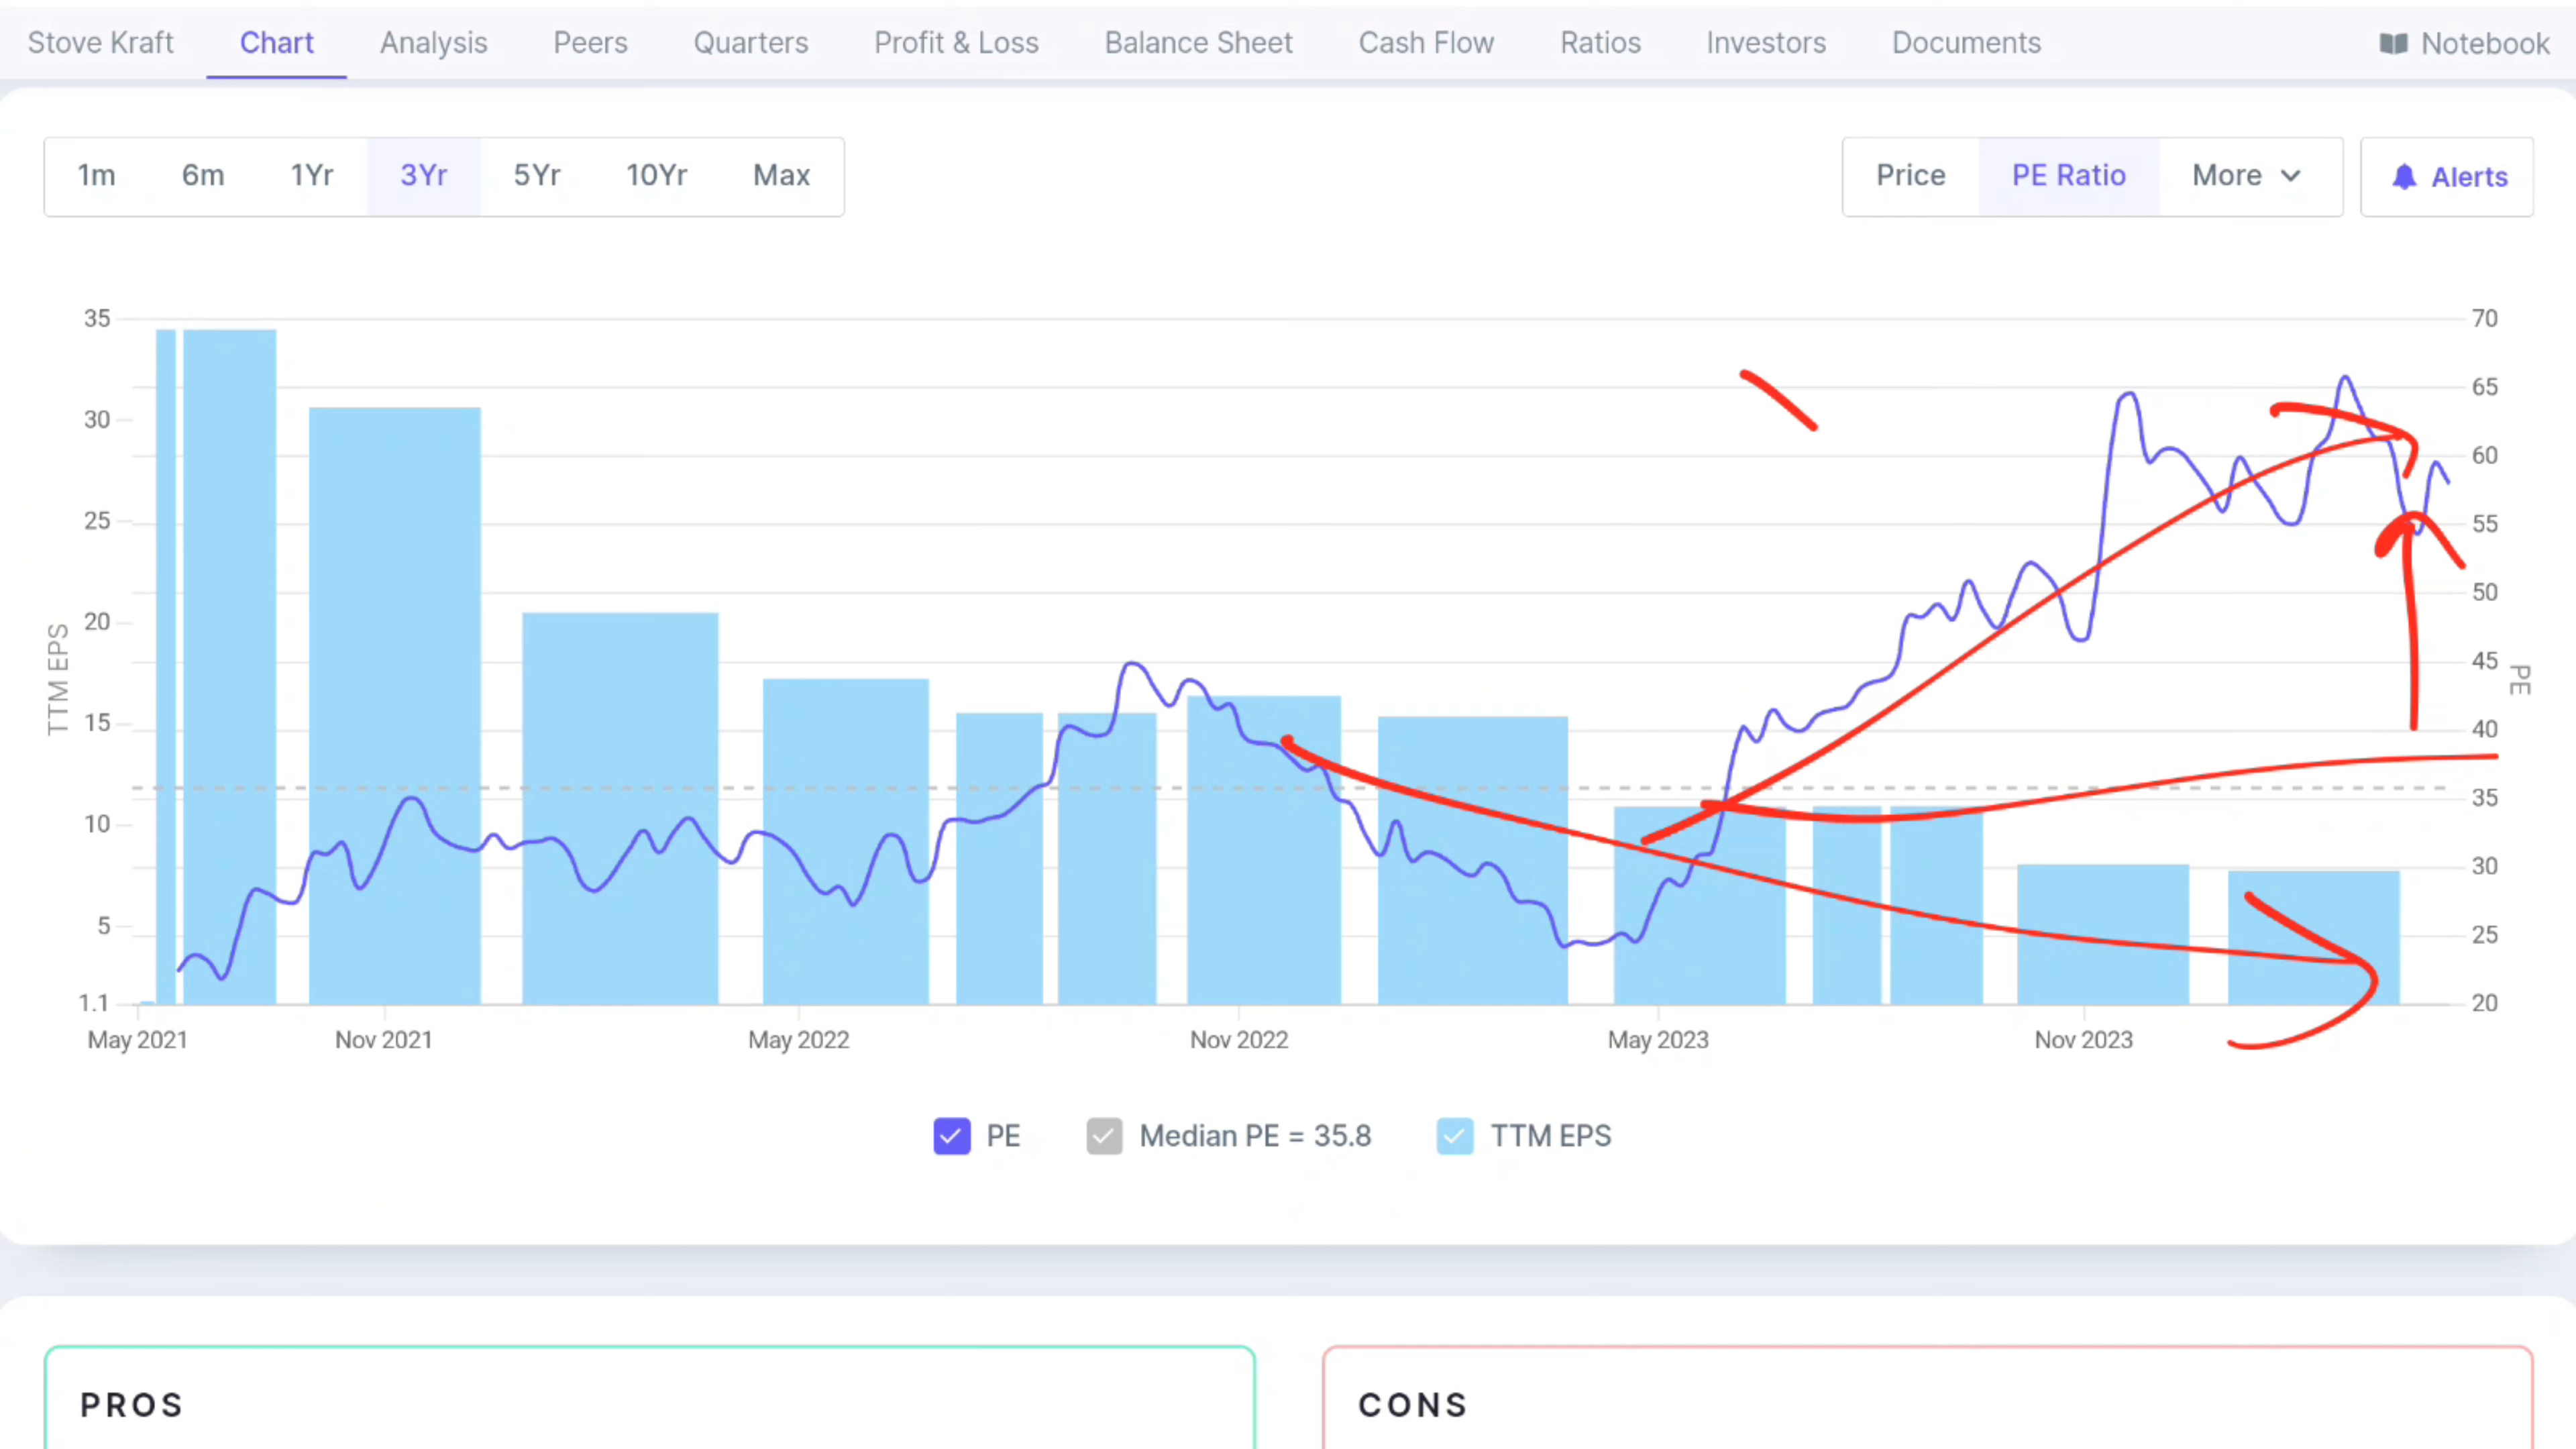 Stove Kraft Chart Analysis Peers Quarters Profit & Loss Balance Sheet Cash Flow Ratios Investors Documents Notebook
1m 6m 1Yr 3Yr 5Yr 10Yr Max Price PE Ratio More Alerts
35 70
65
30 60
25 55
50
20 45
TTM EPS
PE
15 40
35
10 30
5 25
1.1 20
May 2021 Nov 2021 May 2022 Nov 2022 May 2023 Nov 2023
PE Median PE = 35.8 TTM EPS
PROS CONS